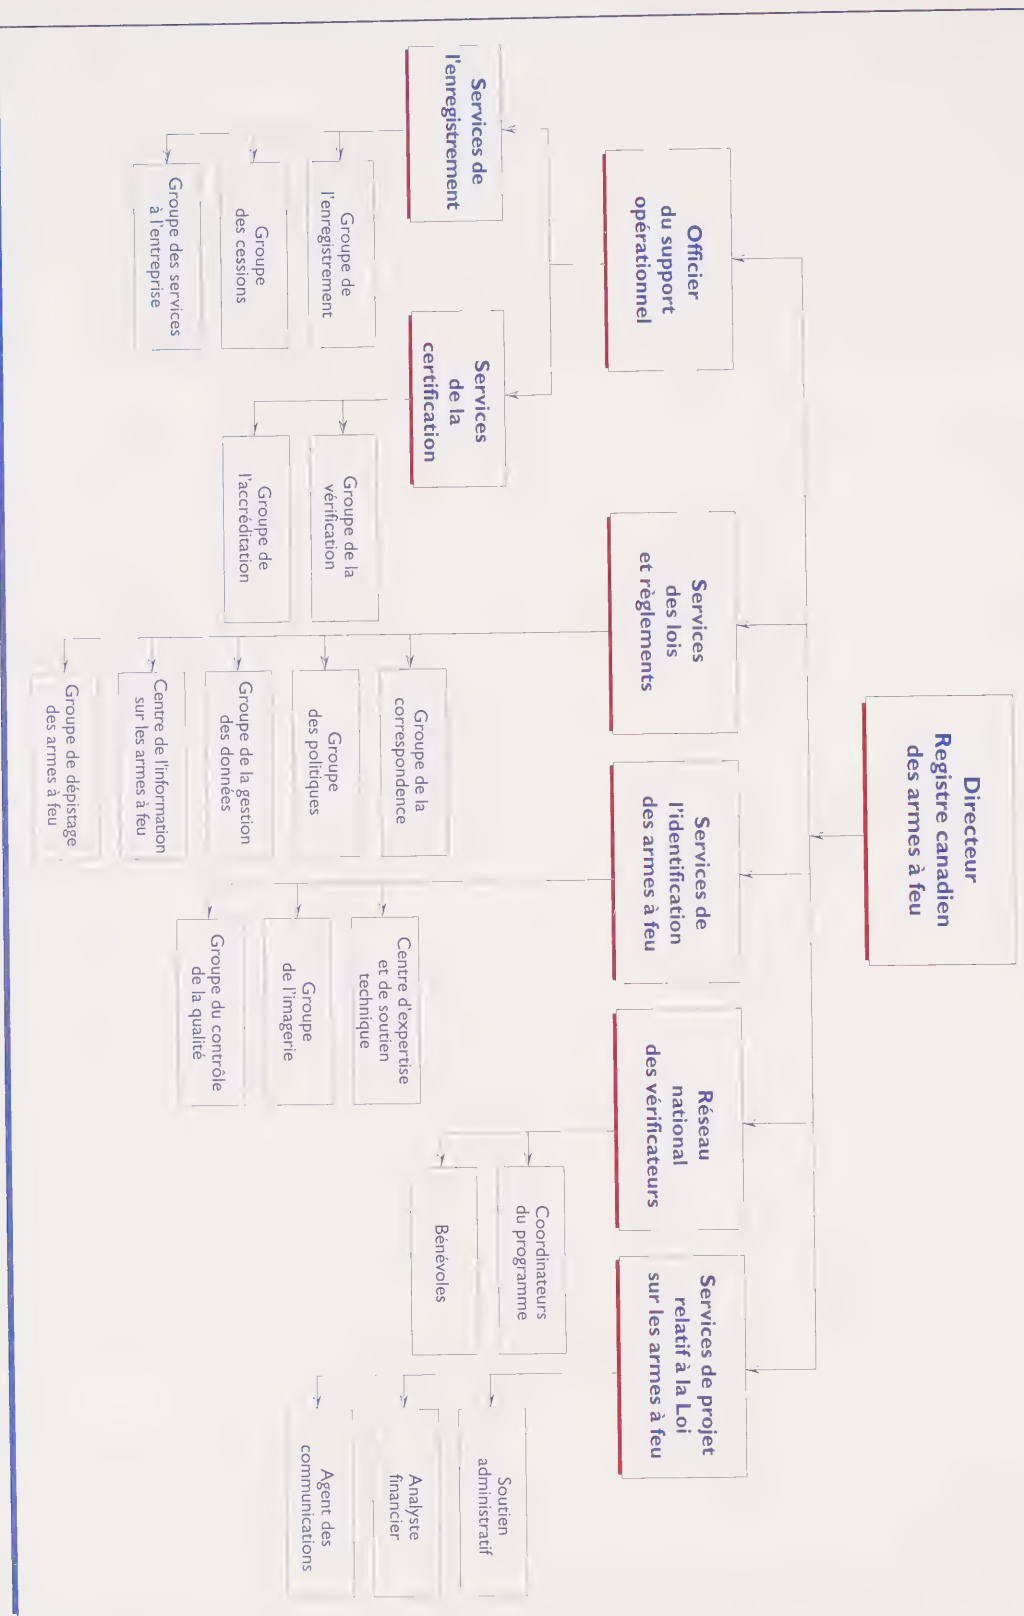 Directeur
Registre canadien
des armes à feu
Officier
du support
opérationnel
Services
des lois
et règlements
Services de
l'identification
des armes à feu
Réseau
national
des vérificateurs
Services de projet
relatif à la Loi
sur les armes à feu
Services de
l'enregistrement
Groupe de
l'enregistrement
Groupe
des cessions
Groupe des services
à l'entreprise
Services
de la
certification
Groupe de la
vérification
Groupe de
l'accréditation
Groupe de la
correspondence
Groupe
des politiques
Groupe de la gestion
des données
Centre de l'information
sur les armes à feu
Groupe de dépistage
des armes à feu
Centre d'expertise
et de soutien
technique
Groupe
de l'imagerie
Groupe du contrôle
de la qualité
Coordinateurs
du programme
Bénévoles
Soutien
administratif
Analyste
financier
Agent des
communications